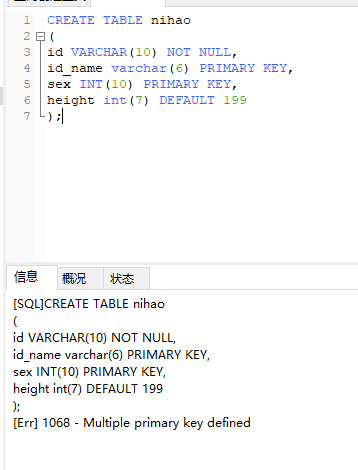 1 CREATE TABLE nihao
2 (
3 id VARCHAR(10) NOT NULL,
4 id_name varchar(6) PRIMARY KEY,
5 sex INT(10) PRIMARY KEY,
6 height int(7) DEFAULT 199
7 );
信息 概况 状态
[SQL]CREATE TABLE nihao
(
id VARCHAR(10) NOT NULL,
id_name varchar(6) PRIMARY KEY,
sex INT(10) PRIMARY KEY,
height int(7) DEFAULT 199
);
[Err] 1068 - Multiple primary key defined